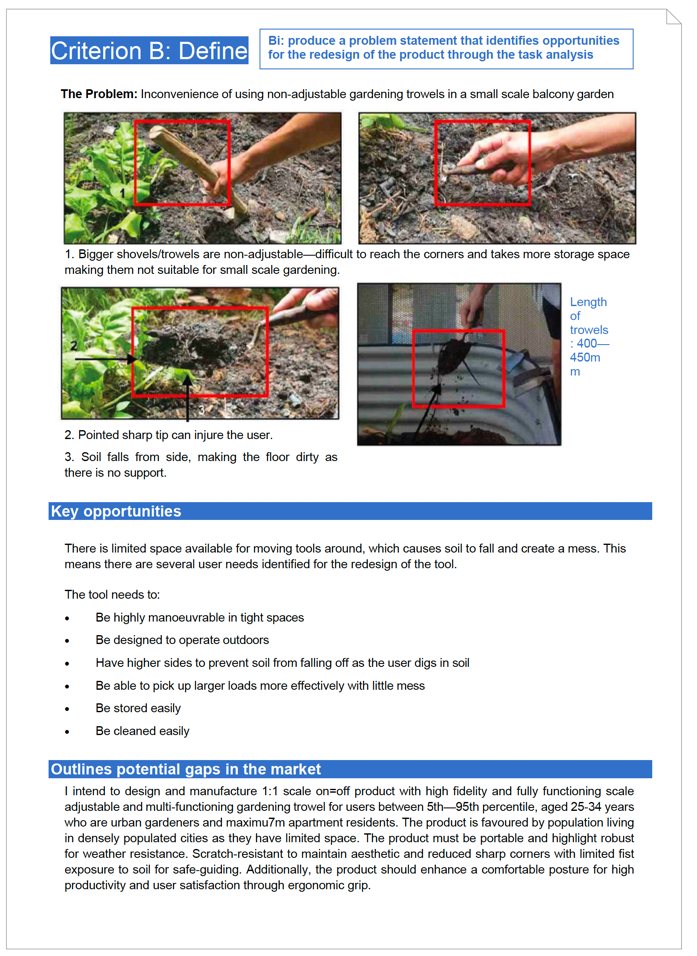 Criterion B: Define
Bi: produce a problem statement that identifies opportunities
for the redesign of the product through the task analysis
The Problem: Inconvenience of using non-adjustable gardening trowels in a small scale balcony garden
1
1. Bigger shovels/trowels are non-adjustable—difficult to reach the corners and takes more storage space
making them not suitable for small scale gardening.
2
3
Length
of
trowels
: 400—
450m
m
2. Pointed sharp tip can injure the user.
3. Soil falls from side, making the floor dirty as
there is no support.
Key opportunities
There is limited space available for moving tools around, which causes soil to fall and create a mess. This
means there are several user needs identified for the redesign of the tool.
The tool needs to:
• Be highly manoeuvrable in tight spaces
• Be designed to operate outdoors
• Have higher sides to prevent soil from falling off as the user digs in soil
• Be able to pick up larger loads more effectively with little mess
• Be stored easily
• Be cleaned easily
Outlines potential gaps in the market
I intend to design and manufacture 1:1 scale on=off product with high fidelity and fully functioning scale
adjustable and multi-functioning gardening trowel for users between 5th—95th percentile, aged 25-34 years
who are urban gardeners and maximu7m apartment residents. The product is favoured by population living
in densely populated cities as they have limited space. The product must be portable and highlight robust
for weather resistance. Scratch-resistant to maintain aesthetic and reduced sharp corners with limited fist
exposure to soil for safe-guiding. Additionally, the product should enhance a comfortable posture for high
productivity and user satisfaction through ergonomic grip.